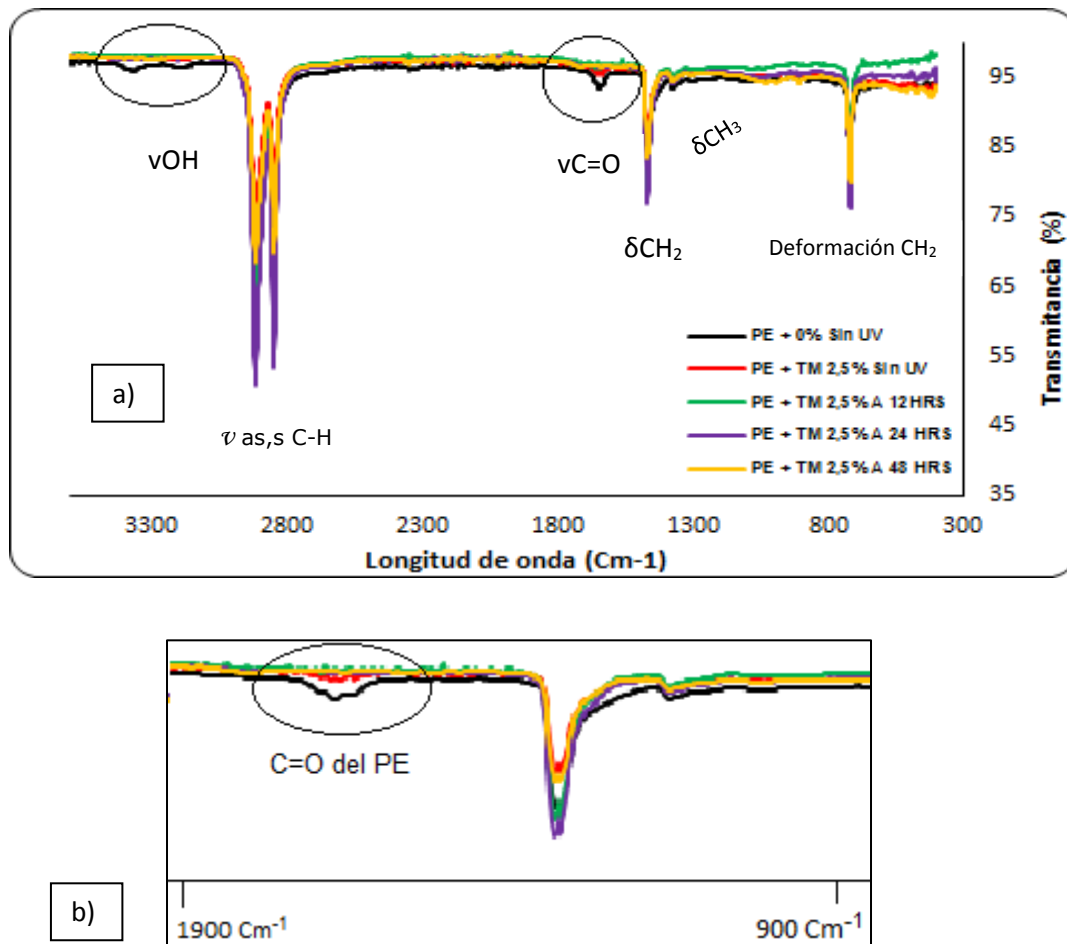 95
85
75
65
55
45
35
Transmitancia (%)
νOH
νC=O
δCH₃
δCH₂
Deformación CH₂
ν as,s C-H
PE + 0% Sin UV
PE + TM 2,5% Sin UV
PE + TM 2,5% A 12 HRS
PE + TM 2,5% A 24 HRS
PE + TM 2,5% A 48 HRS
a)
3300 2800 2300 1800 1300 800 300
Longitud de onda (Cm-1)
C=O del PE
b)
1900 Cm⁻¹ 900 Cm⁻¹